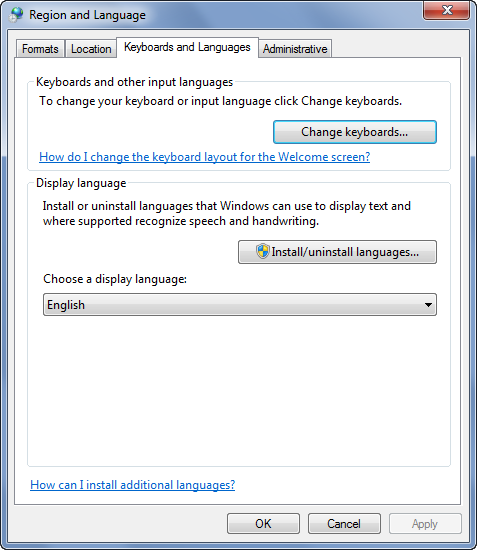 Region and Language
Formats Location Keyboards and Languages Administrative
Keyboards and other input languages
To change your keyboard or input language click Change keyboards.
Change keyboards...
How do I change the keyboard layout for the Welcome screen?
Display language
Install or uninstall languages that Windows can use to display text and
where supported recognize speech and handwriting.
Install/uninstall languages...
Choose a display language:
English
How can I install additional languages?
OK Cancel Apply